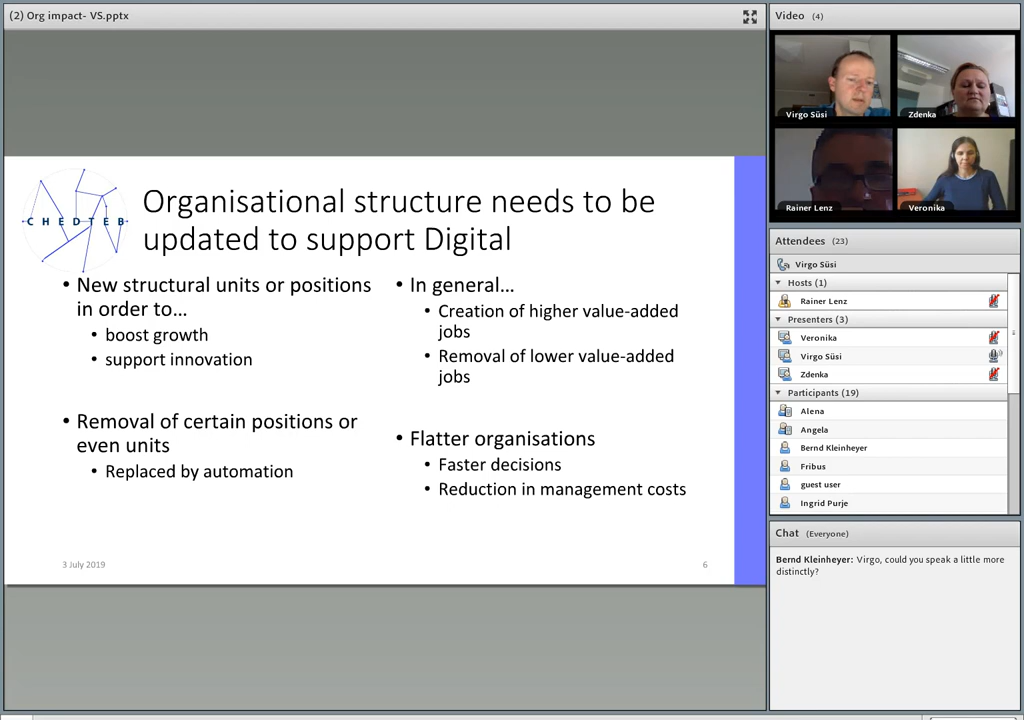 (2) Org impact- VS.pptx
CHEDTEB
Organisational structure needs to be
updated to support Digital
• New structural units or positions
in order to…
• boost growth
• support innovation
• Removal of certain positions or
even units
• Replaced by automation
• In general…
• Creation of higher value-added
jobs
• Removal of lower value-added
jobs
• Flatter organisations
• Faster decisions
• Reduction in management costs
3 July 2019
6
Video (4)
Virgo Süsi
Zdenka
Rainer Lenz
Veronika
Attendees (23)
Virgo Süsi
Hosts (1)
Rainer Lenz
Presenters (3)
Veronika
Virgo Süsi
Zdenka
Participants (19)
Alena
Angela
Bernd Kleinheyer
Fribus
guest user
Ingrid Purje
Chat (Everyone)
Bernd Kleinheyer: Virgo, could you speak a little more
distinctly?